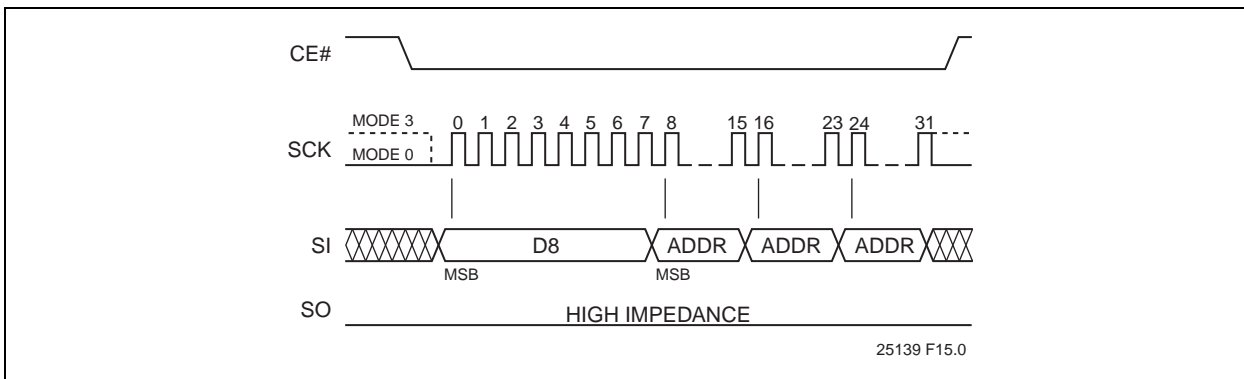 CE#
MODE 3
0 1 2 3 4 5 6 7 8 15 16 23 24 31
SCK
MODE 0
SI
D8 ADDR ADDR ADDR
MSB MSB
SO
HIGH IMPEDANCE
25139 F15.0